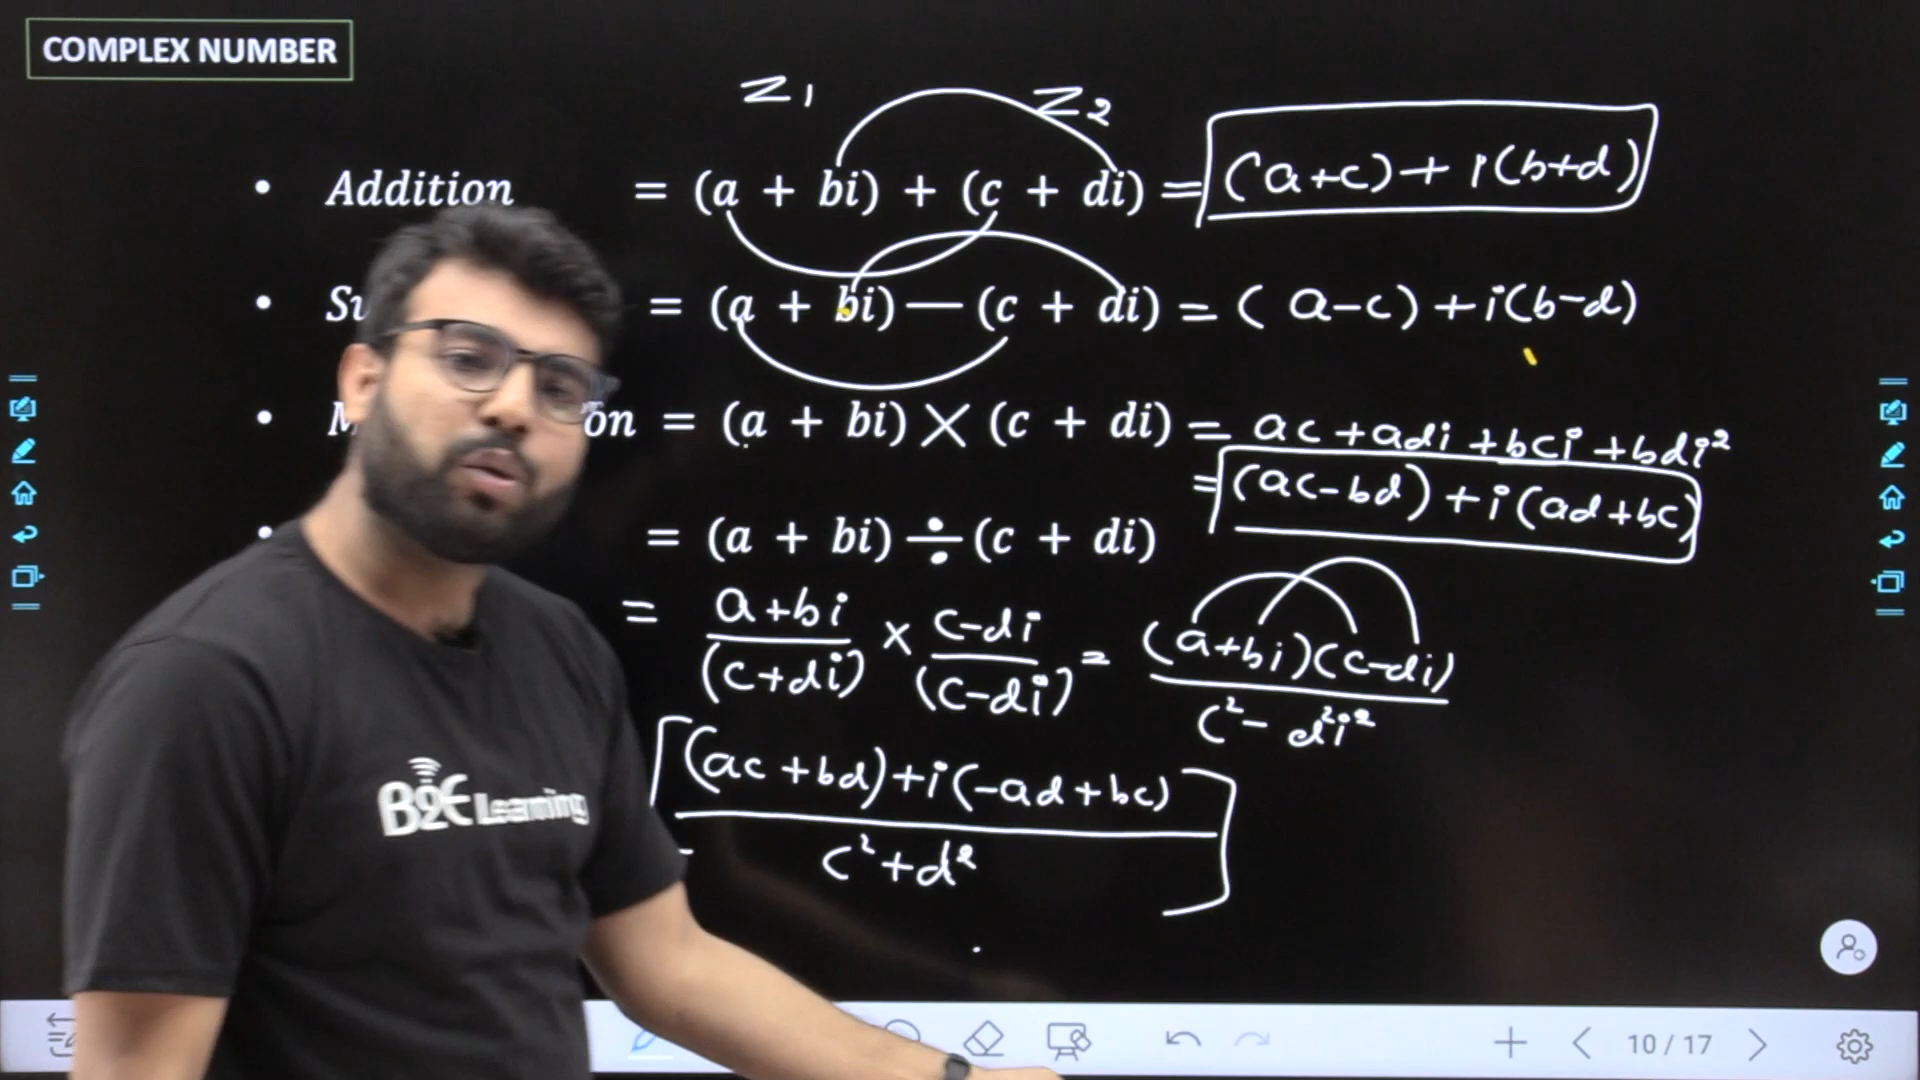 COMPLEX NUMBER
Z1 Z2
• Addition = (a + bi) + (c + di) = (a+c) + i(b+d)
• Su = (a + bi) — (c + di) = (a-c) + i(b-d)
• M on = (a + bi) × (c + di) = ac + adi + bci + bdi²
= (ac-bd) + i(ad+bc)
• = (a + bi) ÷ (c + di)
= a+bi/(c+di) × c-di/(c-di) = (a+bi)(c-di)/c² - d²i²
= (ac+bd)+i(-ad+bc)/c²+d²
B2E Learning
10 / 17